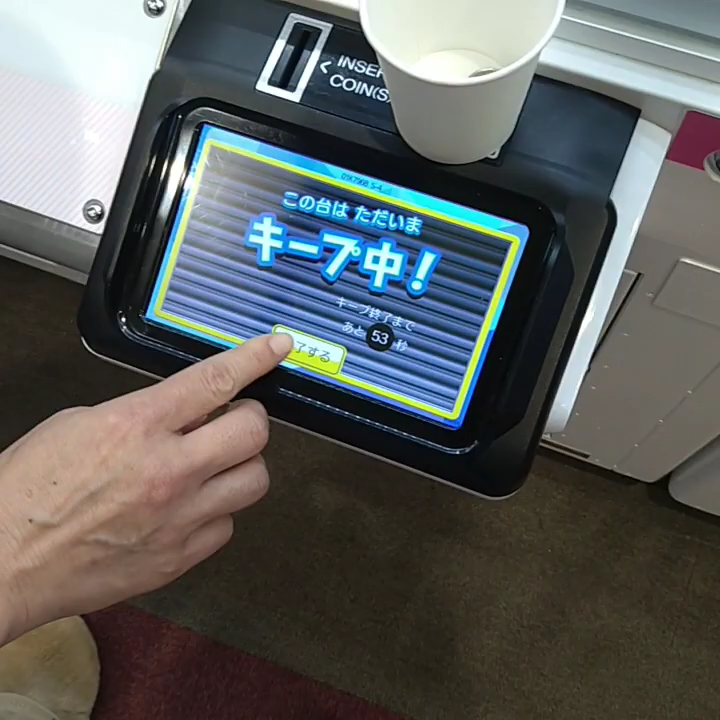 < INSER
COIN(S)
この台は ただいま
キープ中!
キープ終了まで
あと 53 秒
了する